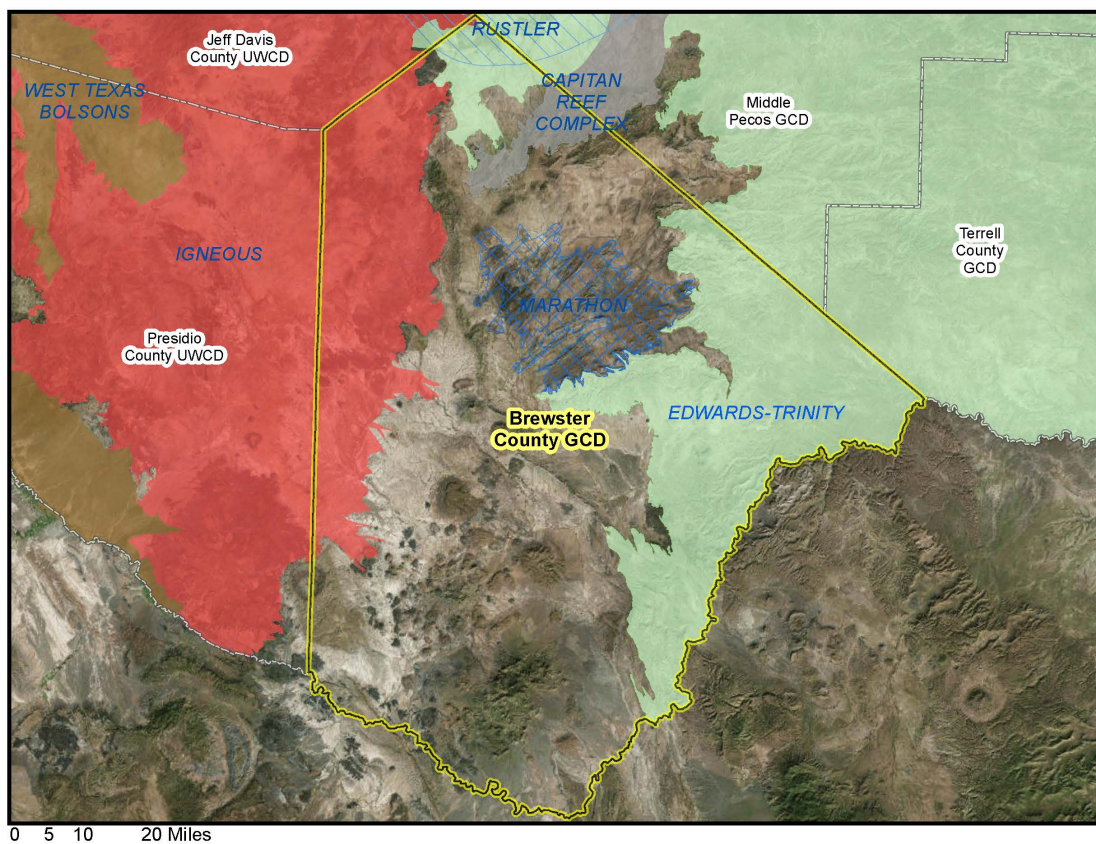 RUSTLER
Jeff Davis
County UWCD
WEST TEXAS
BOLSONS
CAPITAN
REEF
COMPLEX
Middle
Pecos GCD
IGNEOUS
Terrell
County
GCD
MARATHON
Presidio
County UWCD
Brewster
County GCD
EDWARDS-TRINITY
0 5 10 20 Miles